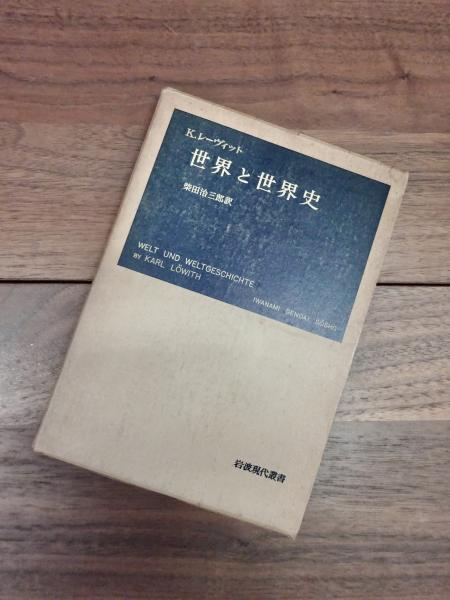 K.レーヴィット
世界と世界史
柴田治三郎訳
WELT UND WELTGESCHICHTE
BY KARL LÖWITH
IWANAMI GENDAI SŌSHO
岩波現代叢書